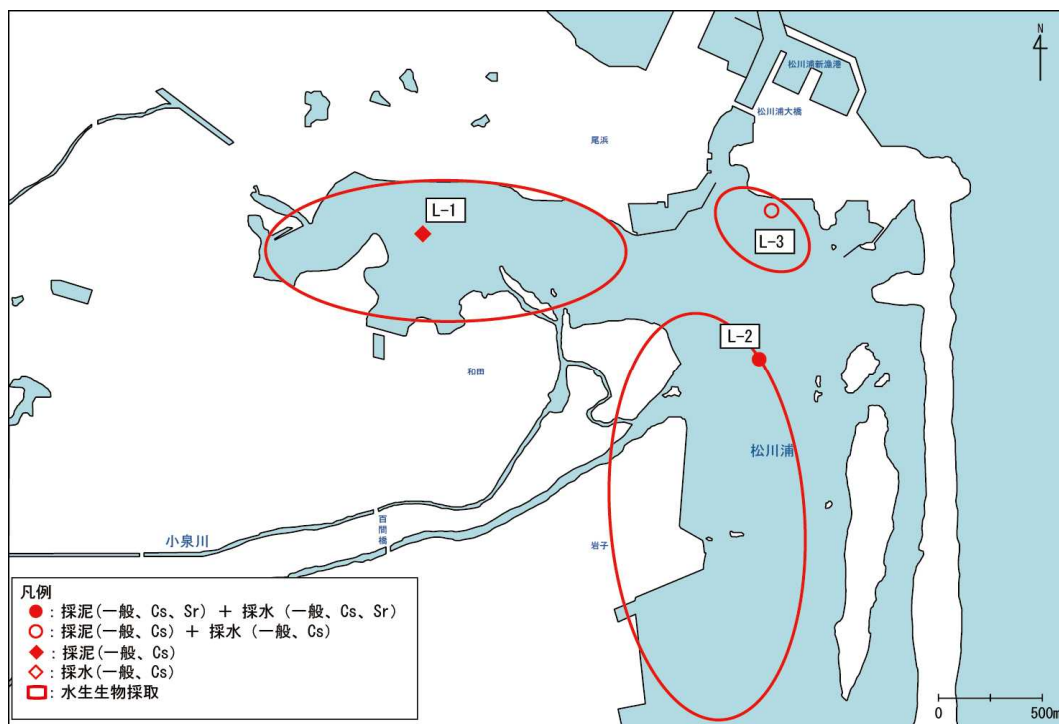 N
4
松川浦新漁港
松川浦大橋
尾浜
L-1
L-3
L-2
和田
松川浦
小泉川
百間橋
岩子
凡例
：採泥(一般、Cs、Sr) ＋ 採水 (一般、Cs、Sr)
：採泥(一般、Cs) ＋ 採水 (一般、Cs)
：採泥(一般、Cs)
：採水(一般、Cs)
：水生生物採取
0 500m